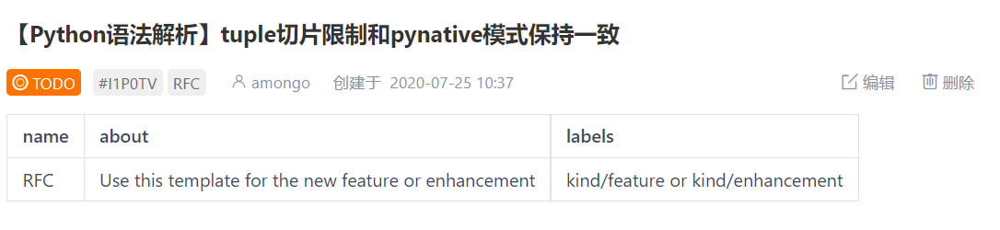 【Python语法解析】tuple切片限制和pynative模式保持一致
TODO #I1P0TV RFC amongo 创建于 2020-07-25 10:37 编辑 删除
name about labels
RFC Use this template for the new feature or enhancement kind/feature or kind/enhancement